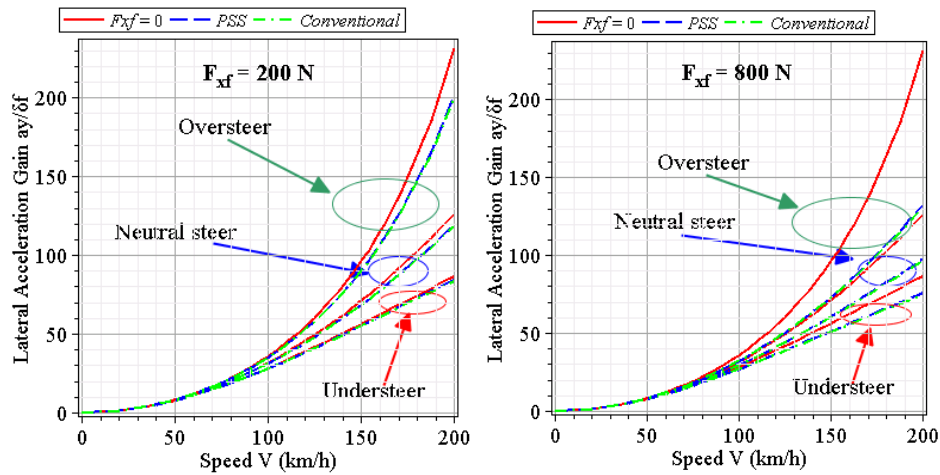 Fxf = 0 PSS Conventional
F_xf = 200 N
Lateral Acceleration Gain ay/δf
200
150
100
50
0
Oversteer
Neutral steer
Understeer
0 50 100 150 200
Speed V (km/h)
Fxf = 0 PSS Conventional
F_xf = 800 N
Lateral Acceleration Gain ay/δf
200
150
100
50
0
Oversteer
Neutral steer
Understeer
0 50 100 150 200
Speed V (km/h)